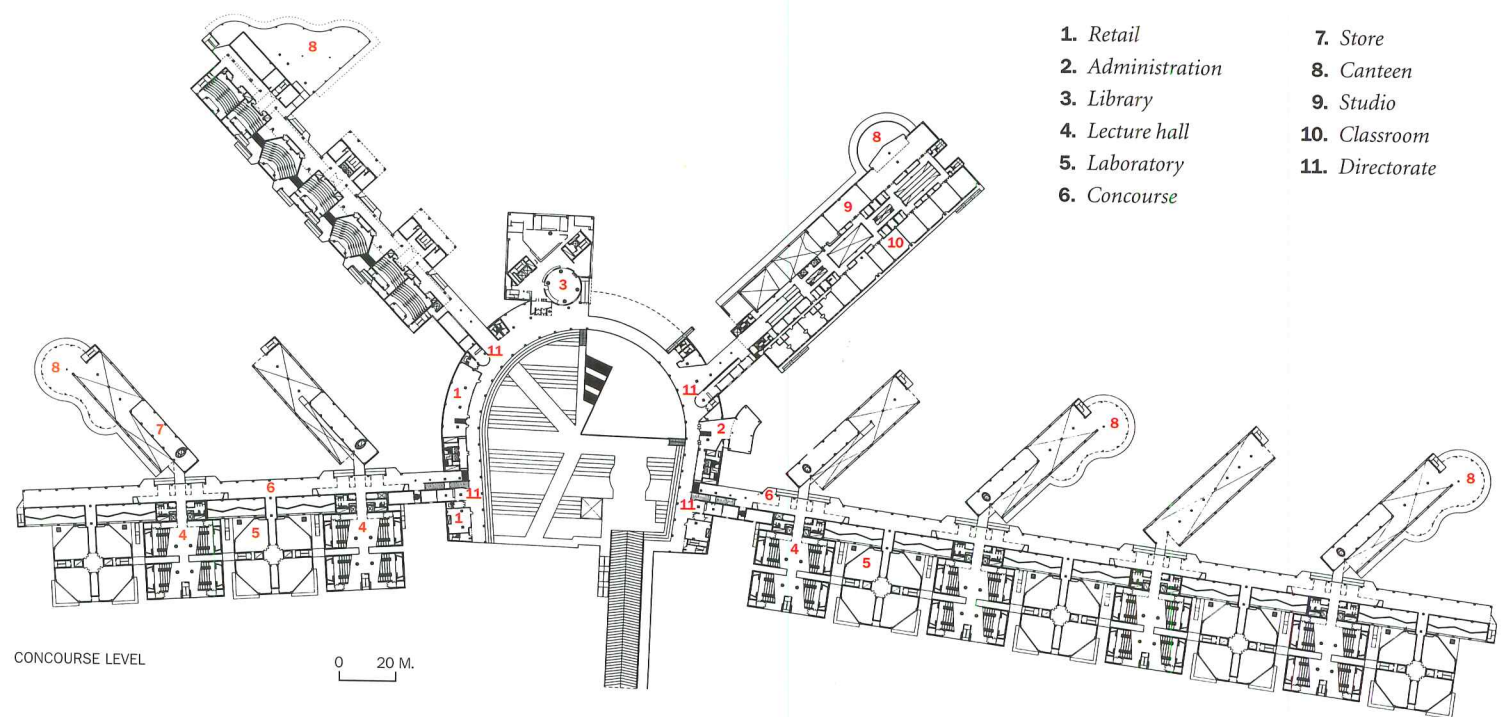 1. Retail
2. Administration
3. Library
4. Lecture hall
5. Laboratory
6. Concourse
7. Store
8. Canteen
9. Studio
10. Classroom
11. Directorate
8
8
9
10
3
11
8
1
11
7
2
8
6
11
6
11
8
4
5
4
1
4
5
CONCOURSE LEVEL
0 20 M.